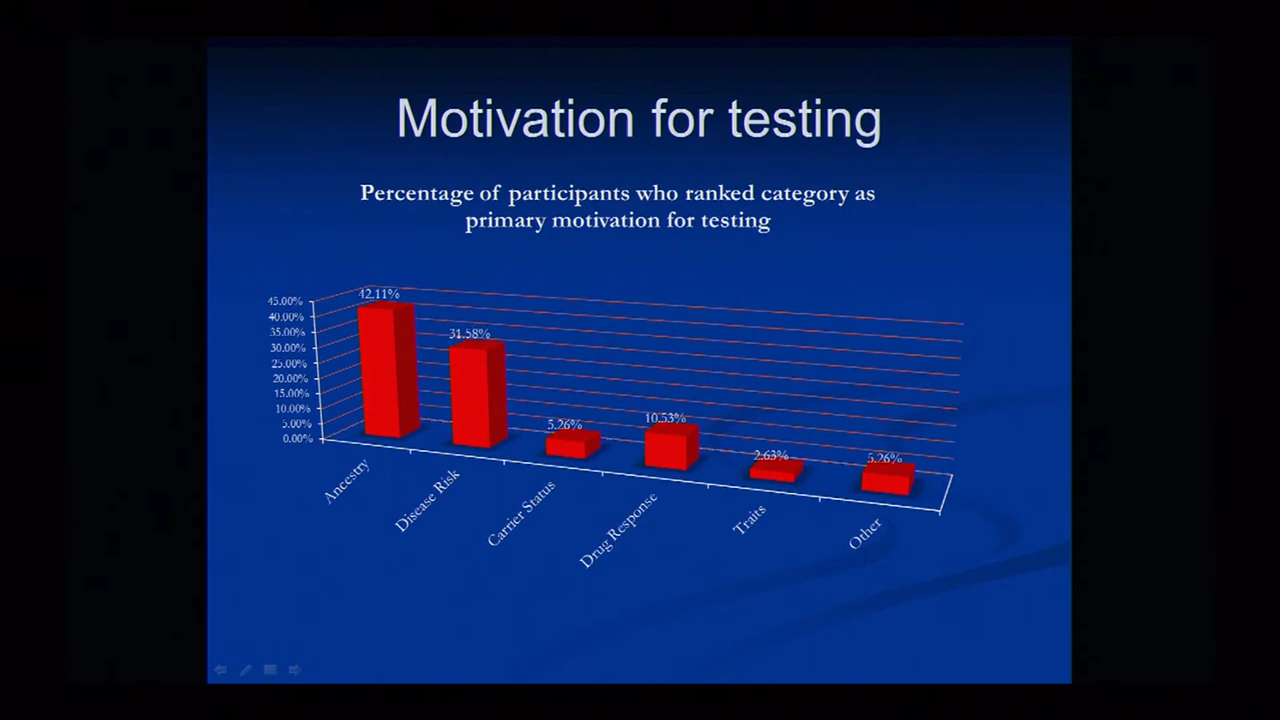 Motivation for testing
Percentage of participants who ranked category as
primary motivation for testing
45.00%
40.00%
35.00%
30.00%
25.00%
20.00%
15.00%
10.00%
5.00%
0.00%
42.11%
31.58%
5.26%
10.53%
2.63%
5.26%
Ancestry
Disease Risk
Carrier Status
Drug Response
Traits
Other